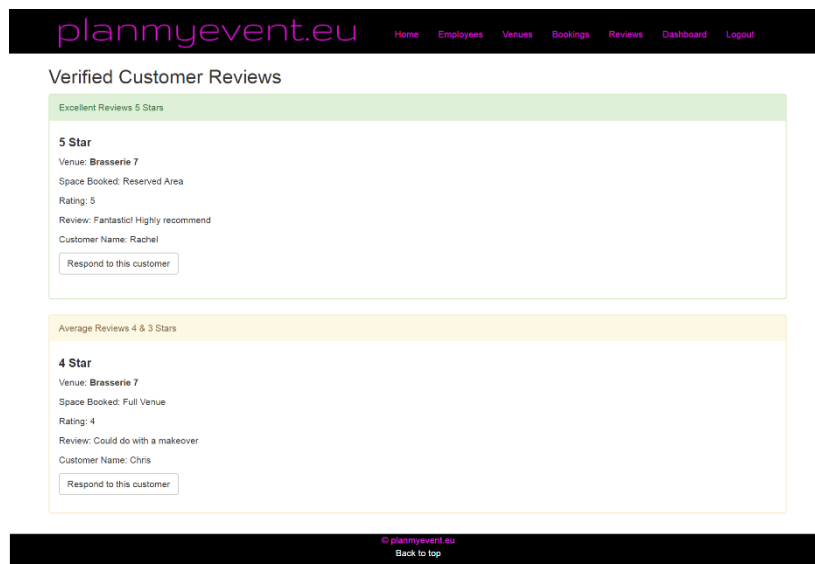 planmyevent.eu Home Employees Venues Bookings Reviews Dashboard Logout
Verified Customer Reviews
Excellent Reviews 5 Stars
5 Star
Venue: Brasserie 7
Space Booked: Reserved Area
Rating: 5
Review: Fantastic! Highly recommend
Customer Name: Rachel
Respond to this customer
Average Reviews 4 & 3 Stars
4 Star
Venue: Brasserie 7
Space Booked: Full Venue
Rating: 4
Review: Could do with a makeover
Customer Name: Chris
Respond to this customer
© planmyevent.eu
Back to top